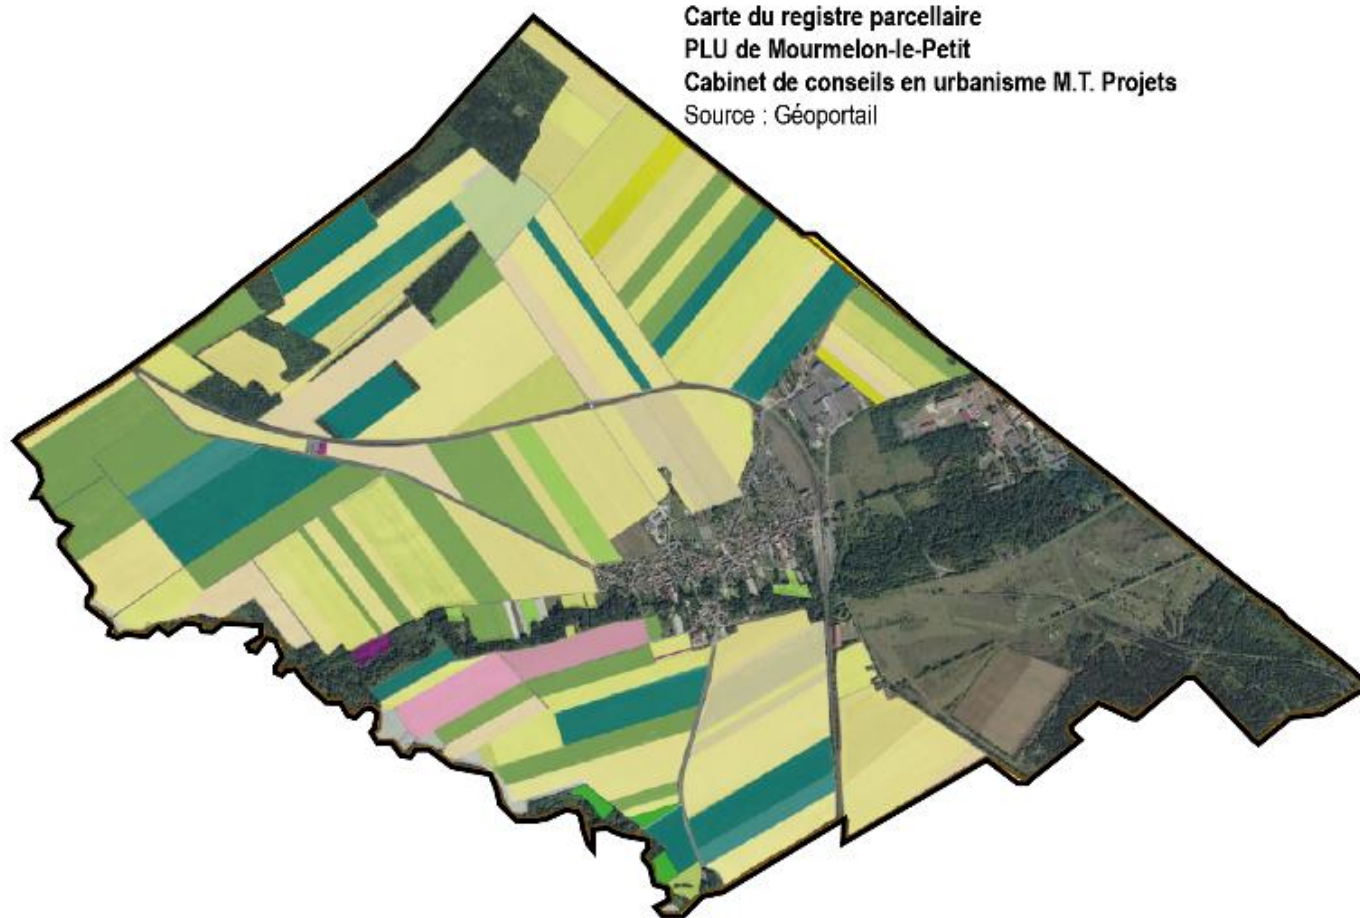 Carte du registre parcellaire
PLU de Mourmelon-le-Petit
Cabinet de conseils en urbanisme M.T. Projets
Source : Géoportail